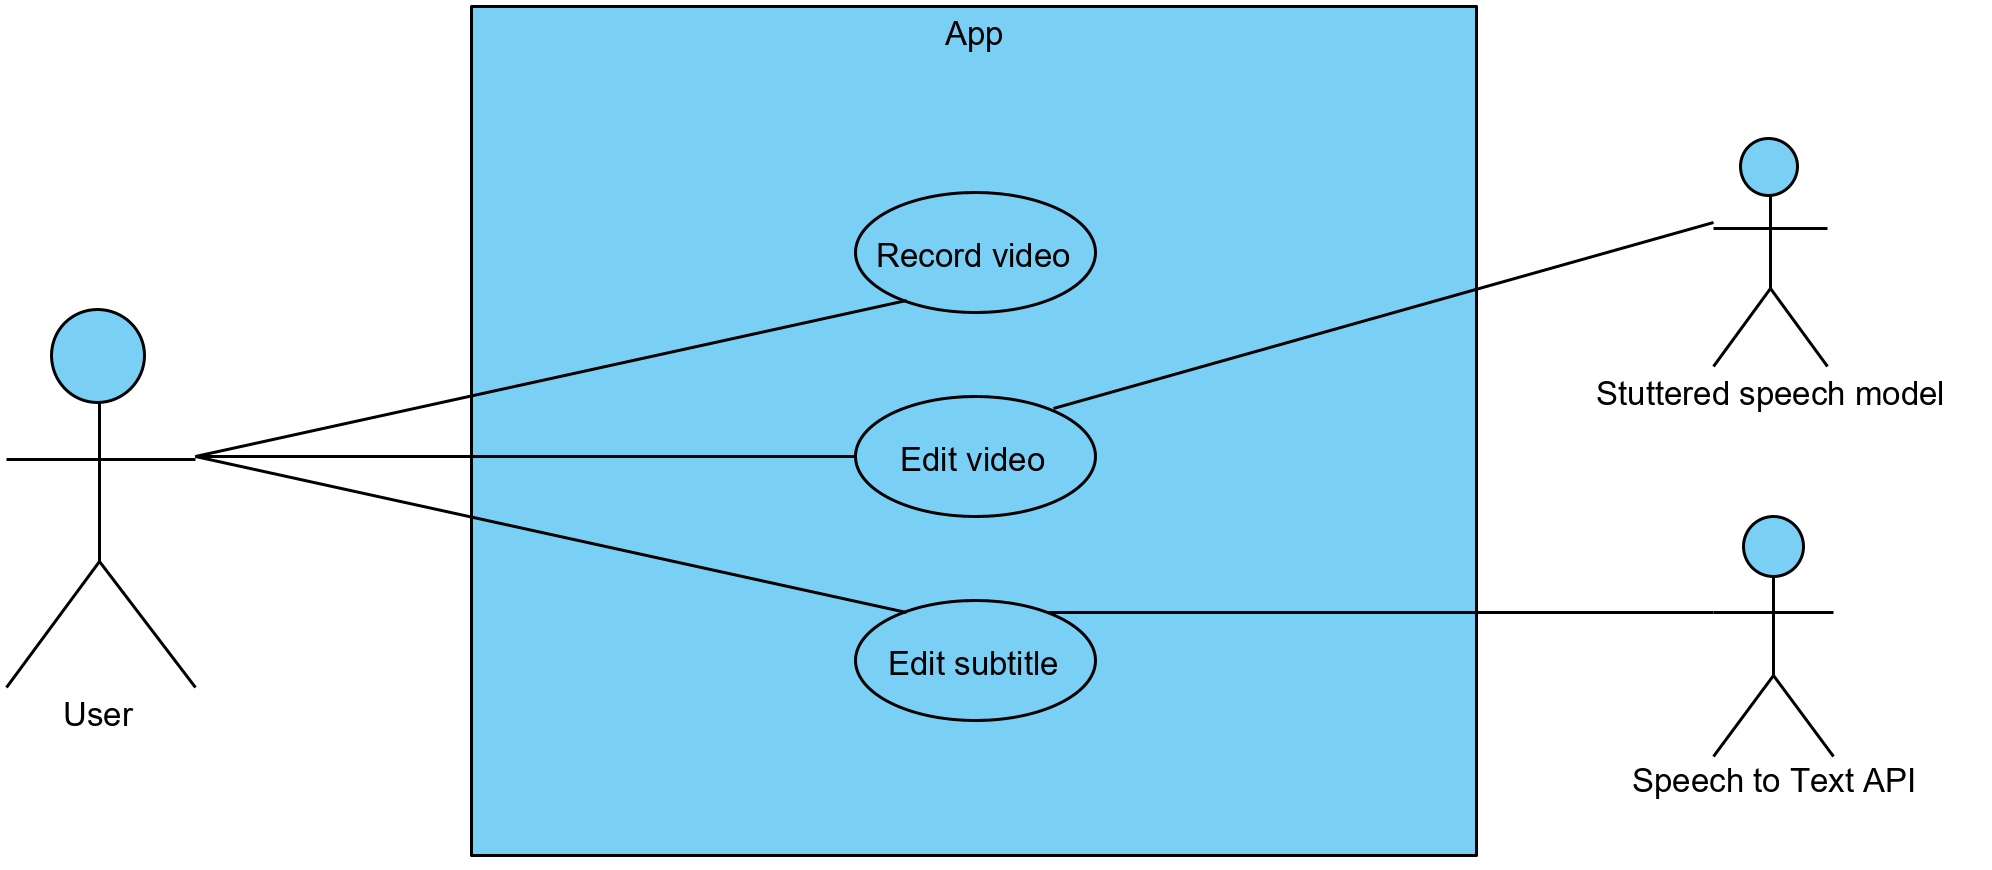 App
Record video
Edit video
Edit subtitle
User
Stuttered speech model
Speech to Text API